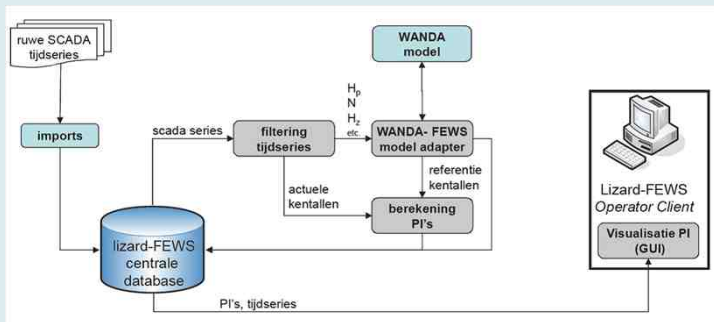 ruwe SCADA
tijdseries
imports
scada series
filtering
tijdseries
Hp
N
Hz
etc.
WANDA
model
WANDA- FEWS
model adapter
actuele
kentallen
referentie
kentallen
berekening
PI's
lizard-FEWS
centrale
database
PI's, tijdseries
Lizard-FEWS
Operator Client
Visualisatie PI
(GUI)